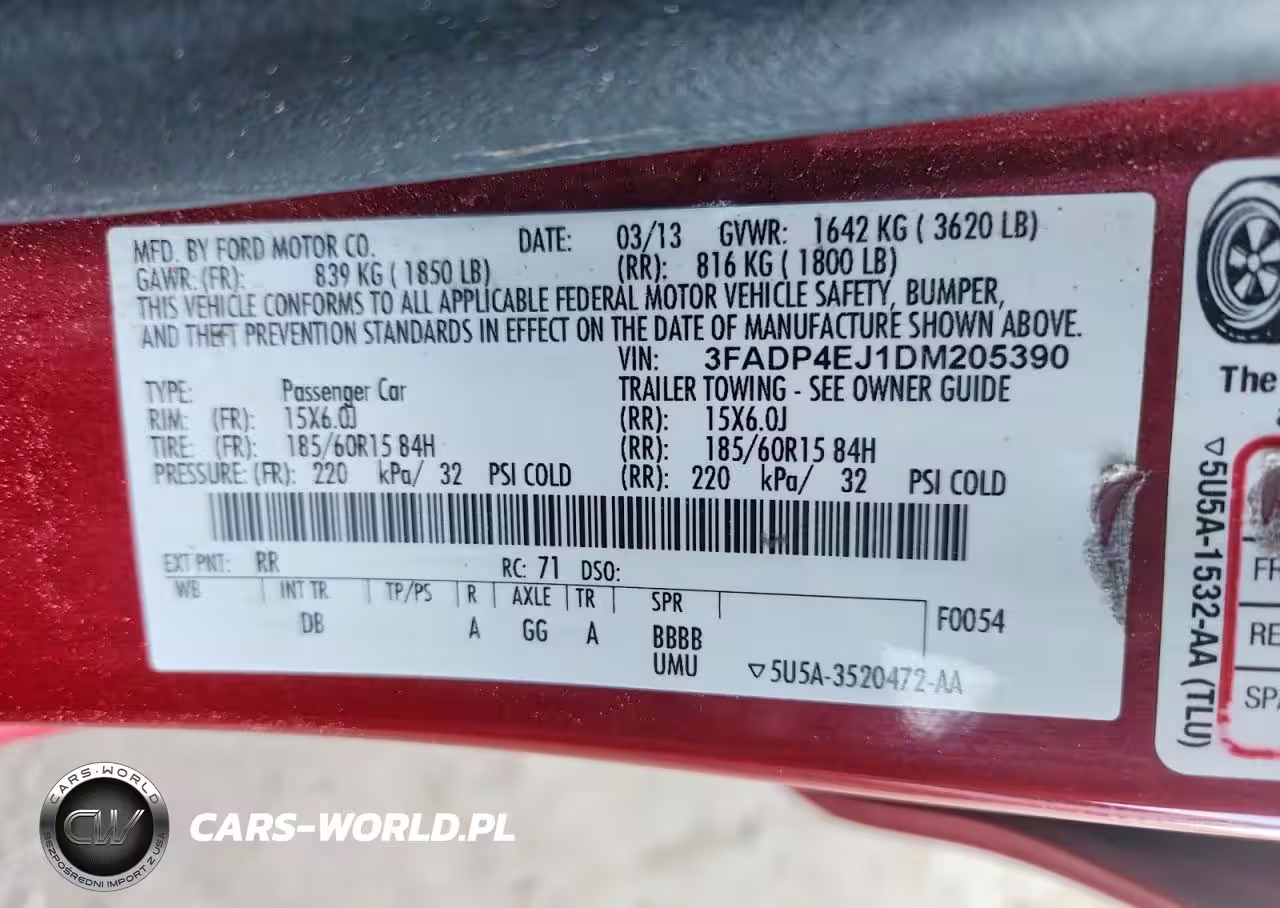 MFD. BY FORD MOTOR CO. DATE: 03/13 GVWR: 1642 KG ( 3620 LB)
GAWR: (FR): 839 KG ( 1850 LB) (RR): 816 KG ( 1800 LB)
THIS VEHICLE CONFORMS TO ALL APPLICABLE FEDERAL MOTOR VEHICLE SAFETY, BUMPER,
AND THEFT PREVENTION STANDARDS IN EFFECT ON THE DATE OF MANUFACTURE SHOWN ABOVE.
VIN: 3FADP4EJ1DM205390
TYPE: Passenger Car TRAILER TOWING - SEE OWNER GUIDE
RIM: (FR): 15X6.0J (RR): 15X6.0J
TIRE: (FR): 185/60R15 84H (RR): 185/60R15 84H
PRESSURE: (FR): 220 kPa/ 32 PSI COLD (RR): 220 kPa/ 32 PSI COLD
EXT PNT: RR RC: 71 DSO:
WB INT TR TP/PS R AXLE TR SPR
DB A GG A BBBB F0054
UMU ▽5U5A-3520472-AA
The
▽5U5A-1532-AA (TLU)
FR
RE
SPA
CARS-WORLD
CW
BEZPOŚREDNI IMPORT Z USA
CARS-WORLD.PL